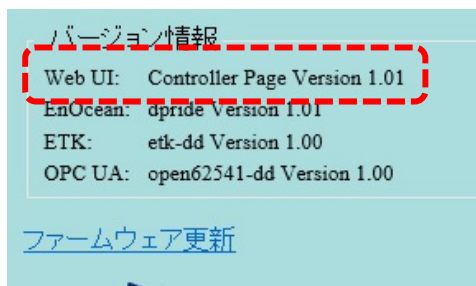 バージョン情報
Web UI: Controller Page Version 1.01
EnOcean: dpride Version 1.01
ETK: etk-dd Version 1.00
OPC UA: open62541-dd Version 1.00
ファームウェア更新